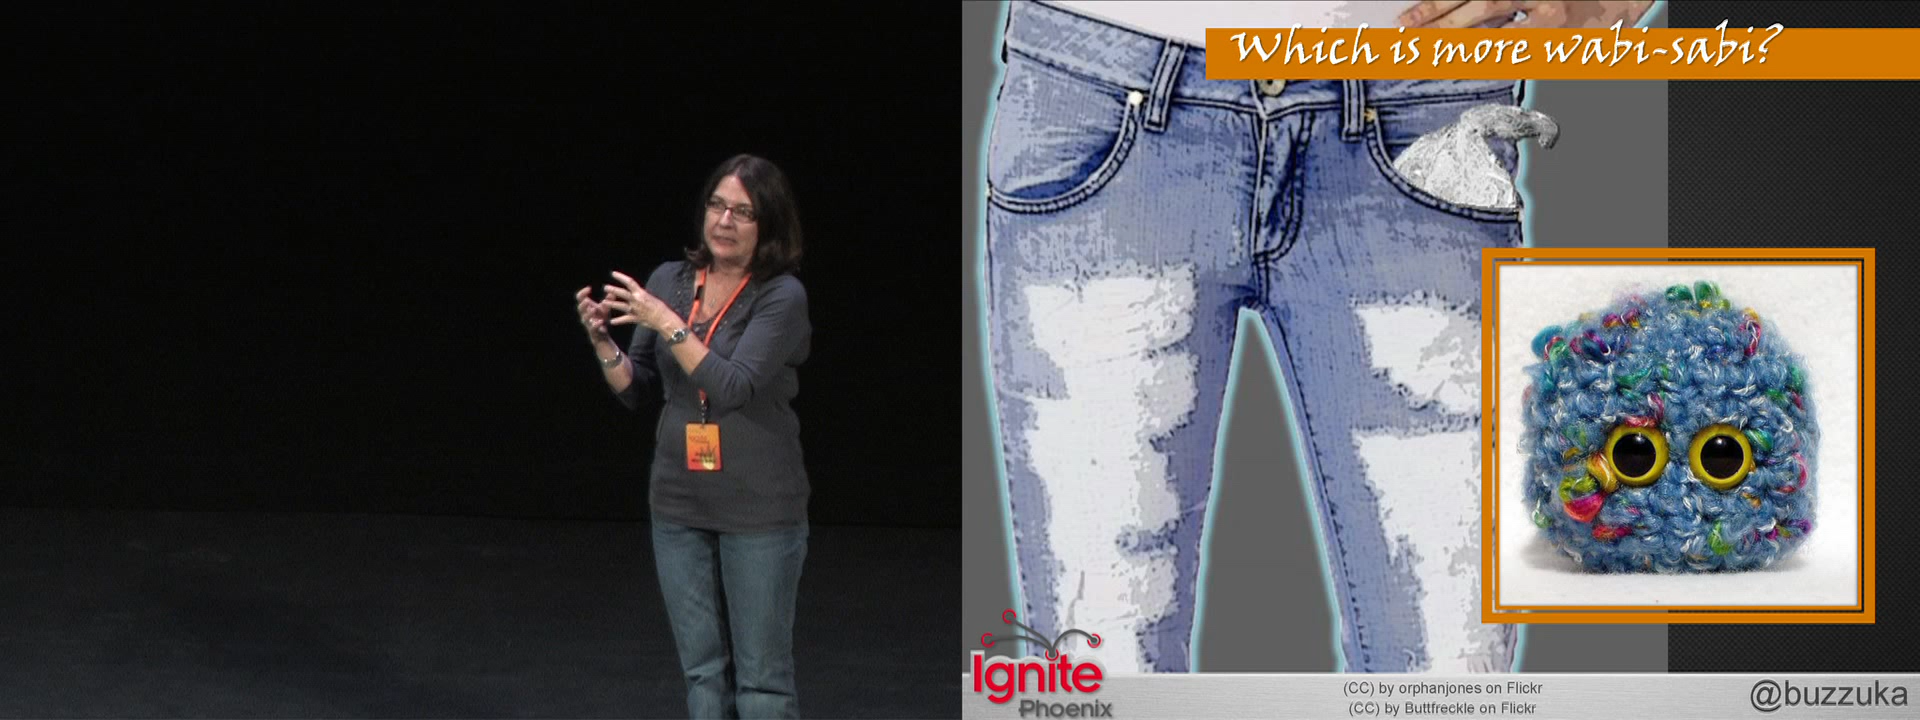 Which is more wabi-sabi?
Ignite
Phoenix
(CC) by orphanjones on Flickr
(CC) by Buttfreckle on Flickr
@buzzuka